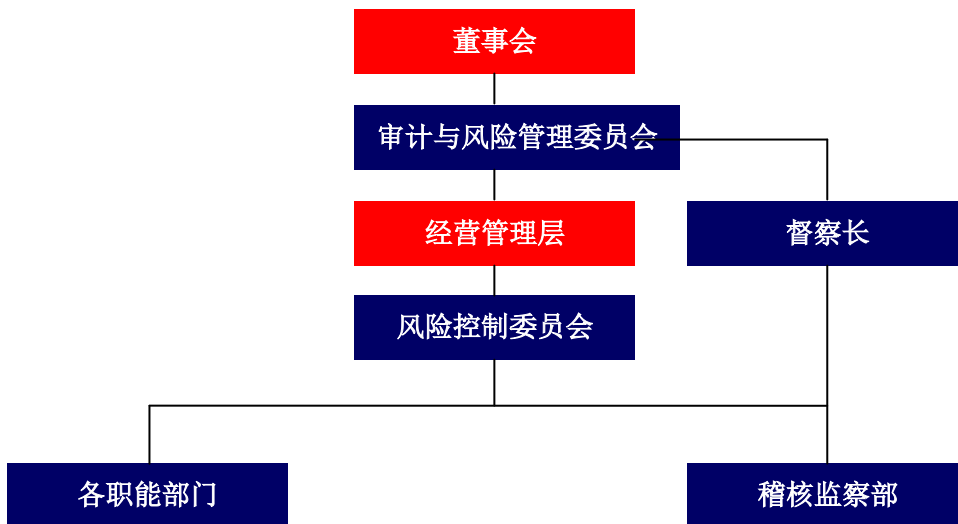 董事会
审计与风险管理委员会
经营管理层
督察长
风险控制委员会
各职能部门
稽核监察部